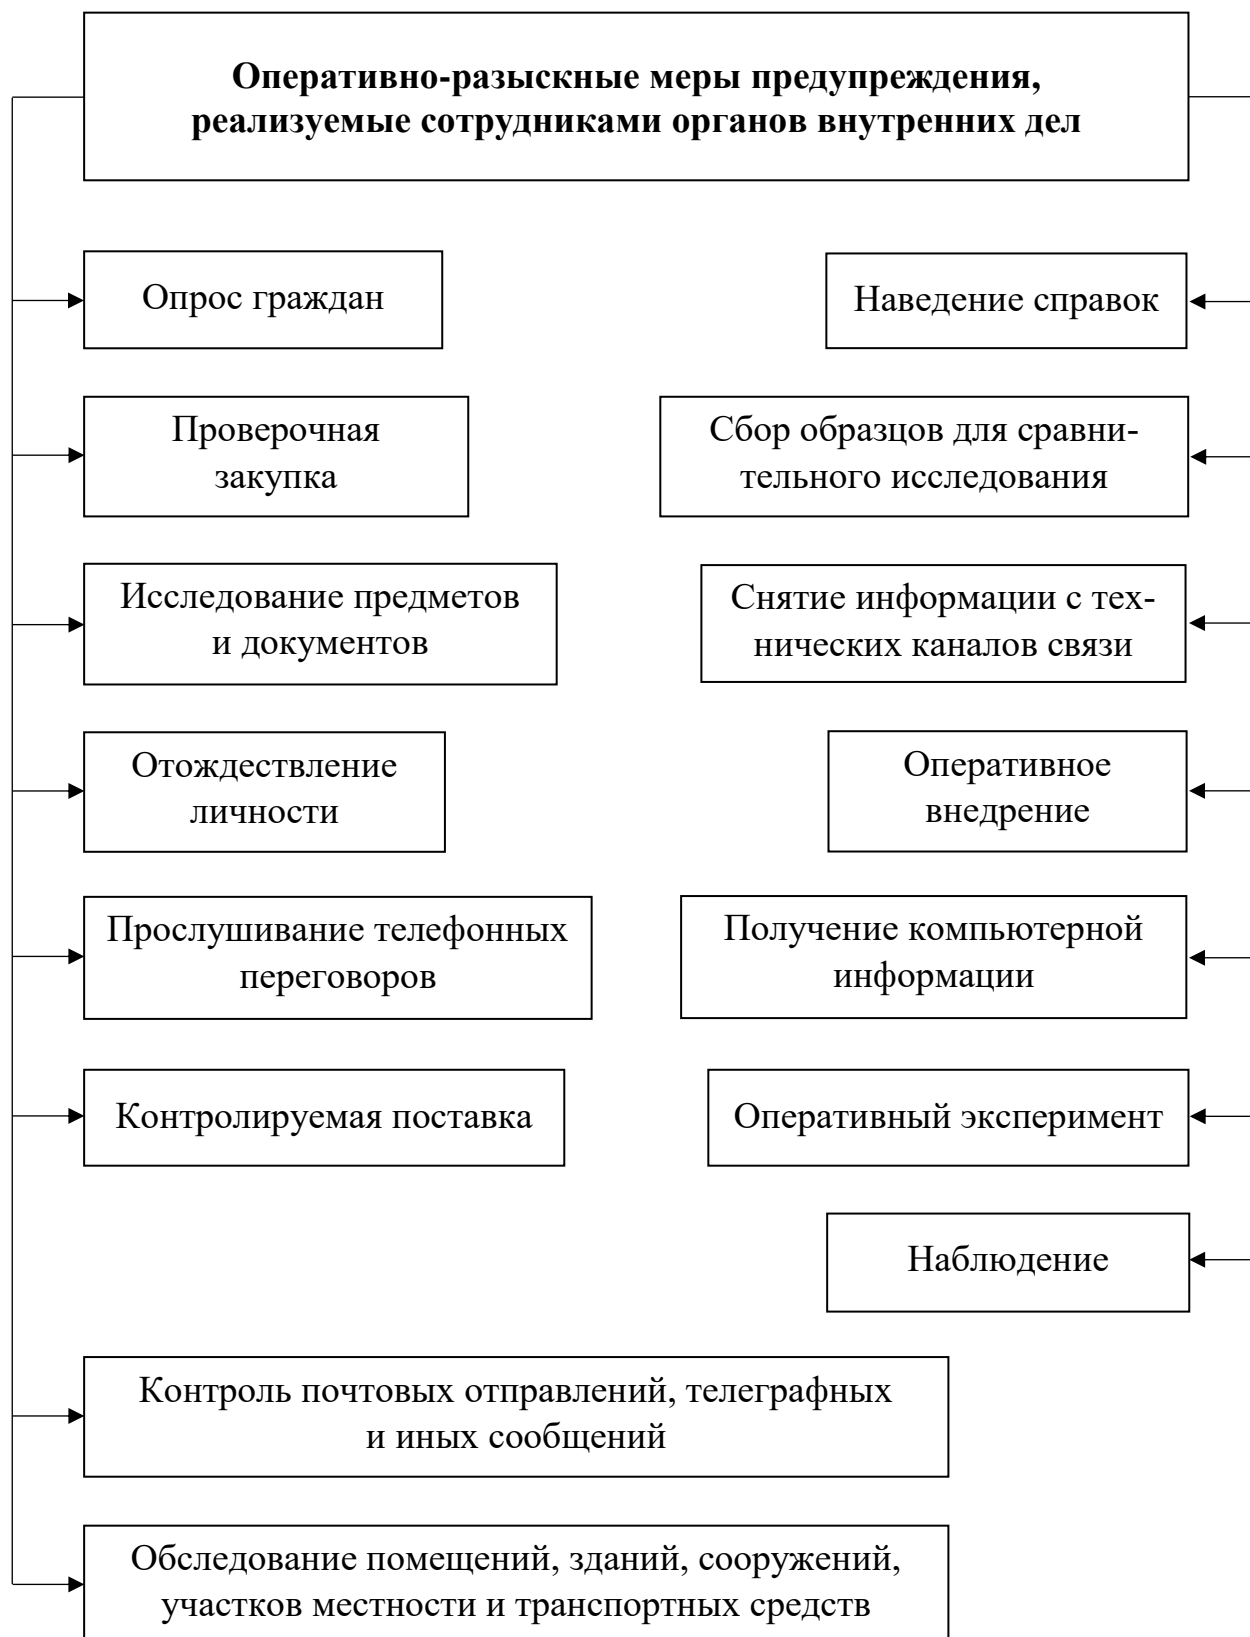 Оперативно-разыскные меры предупреждения,
реализуемые сотрудниками органов внутренних дел
Опрос граждан
Наведение справок
Проверочная
закупка
Сбор образцов для сравни-
тельного исследования
Исследование предметов
и документов
Снятие информации с тех-
нических каналов связи
Отождествление
личности
Оперативное
внедрение
Прослушивание телефонных
переговоров
Получение компьютерной
информации
Контролируемая поставка
Оперативный эксперимент
Наблюдение
Контроль почтовых отправлений, телеграфных
и иных сообщений
Обследование помещений, зданий, сооружений,
участков местности и транспортных средств